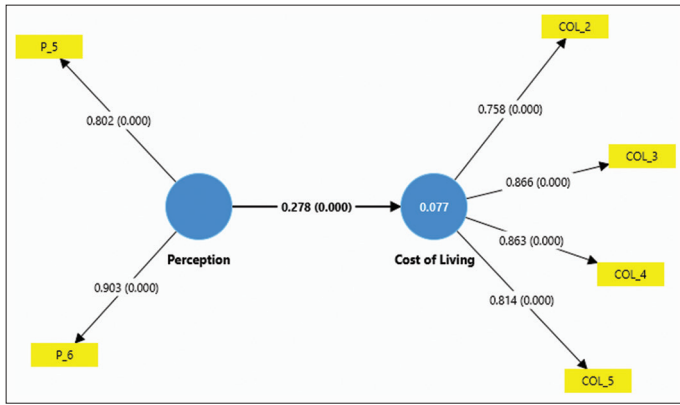 P_5
COL_2
0.802 (0.000)
0.758 (0.000)
COL_3
0.866 (0.000)
0.278 (0.000)
0.077
0.863 (0.000)
Perception
Cost of Living
COL_4
0.903 (0.000)
0.814 (0.000)
P_6
COL_5